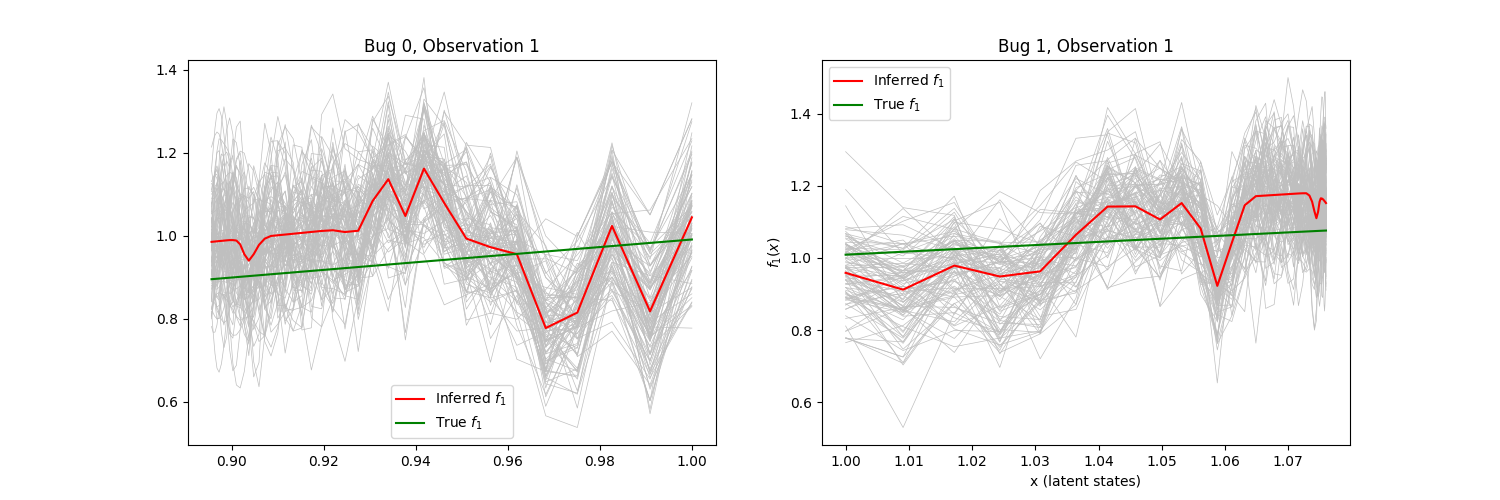 Bug 0, Observation 1
1.4
1.2
1.0
0.8
0.6
Inferred f₁
True f₁
0.90 0.92 0.94 0.96 0.98 1.00
Bug 1, Observation 1
Inferred f₁
True f₁
f₁(x)
1.4
1.2
1.0
0.8
0.6
1.00 1.01 1.02 1.03 1.04 1.05 1.06 1.07
x (latent states)